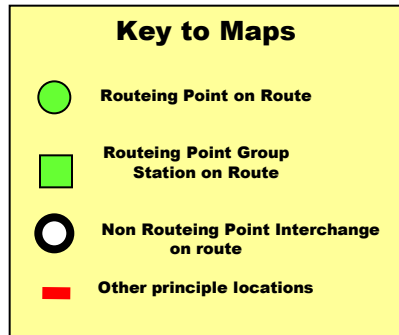 Key to Maps
Routeing Point on Route
Routeing Point Group
Station on Route
Non Routeing Point Interchange
on route
Other principle locations